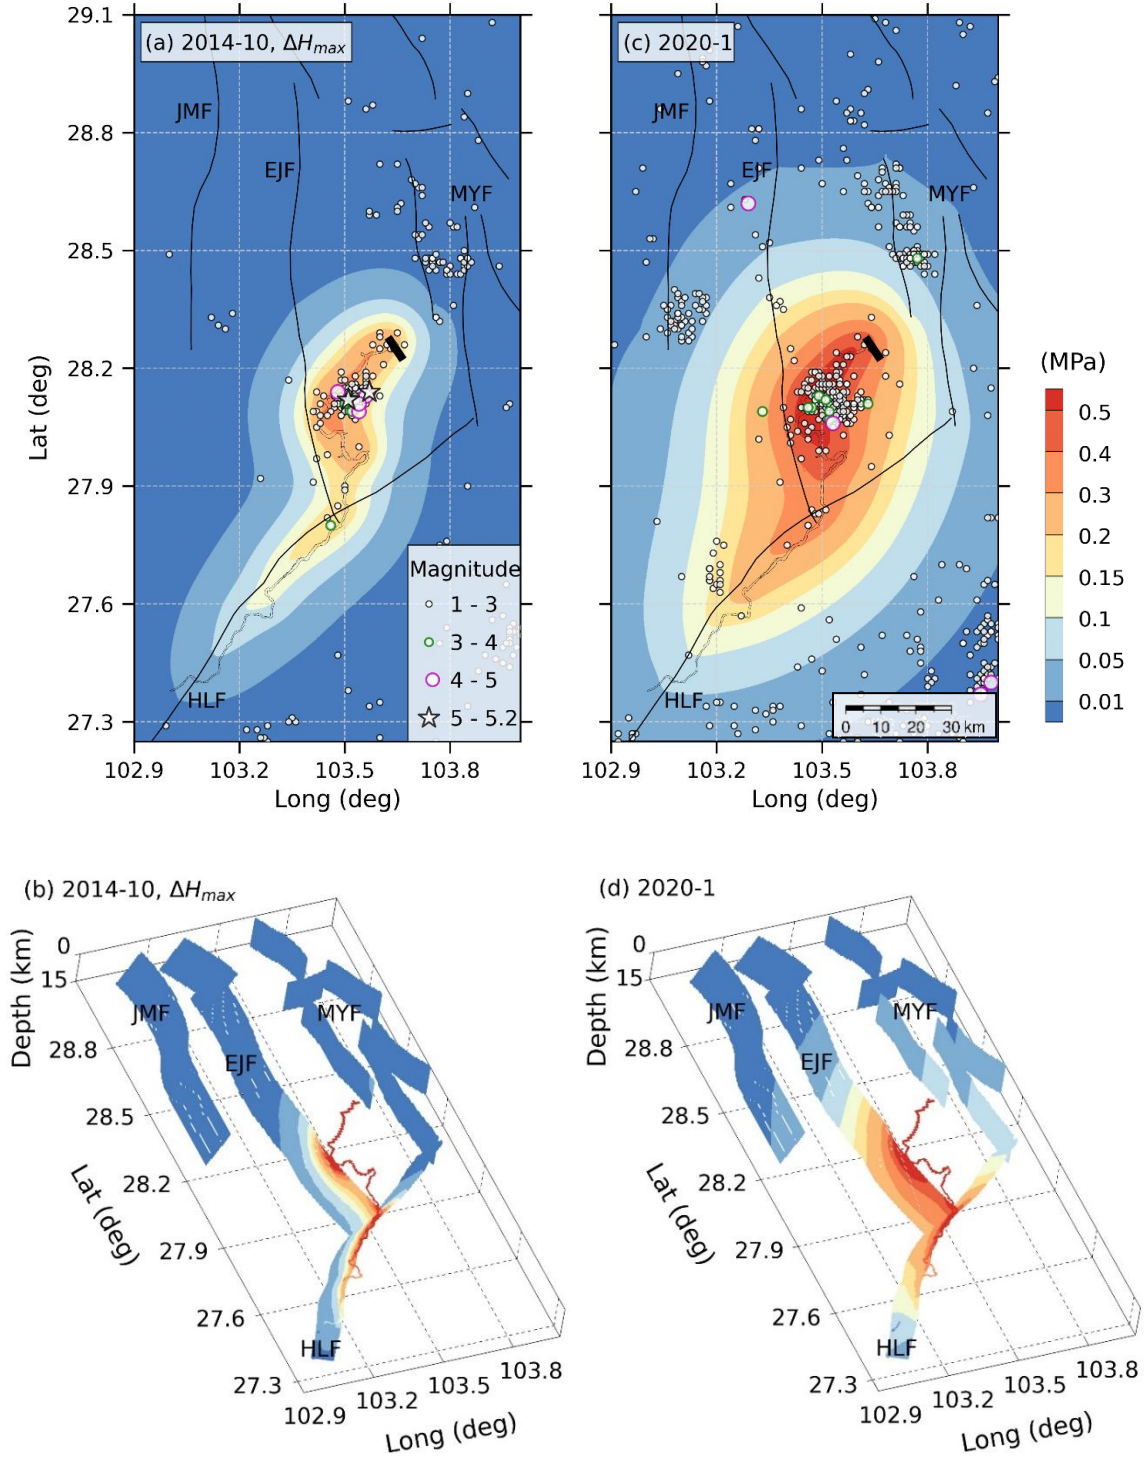 (a) 2014-10, ΔHmax
JMF
EJF
MYF
HLF
29.1
28.8
28.5
28.2
27.9
27.6
27.3
Lat (deg)
102.9 103.2 103.5 103.8
Long (deg)
Magnitude
1 - 3
3 - 4
4 - 5
5 - 5.2
(c) 2020-1
JMF
EJF
MYF
HLF
0 10 20 30 km
102.9 103.2 103.5 103.8
Long (deg)
(MPa)
0.5
0.4
0.3
0.2
0.15
0.1
0.05
0.01
(b) 2014-10, ΔHmax
Depth (km)
0
15
JMF
MYF
EJF
HLF
28.8
28.5
28.2
27.9
27.6
27.3
Lat (deg)
102.9 103.2 103.5 103.8
Long (deg)
(d) 2020-1
Depth (km)
0
15
JMF
MYF
EJF
HLF
28.8
28.5
28.2
27.9
27.6
27.3
Lat (deg)
102.9 103.2 103.5 103.8
Long (deg)